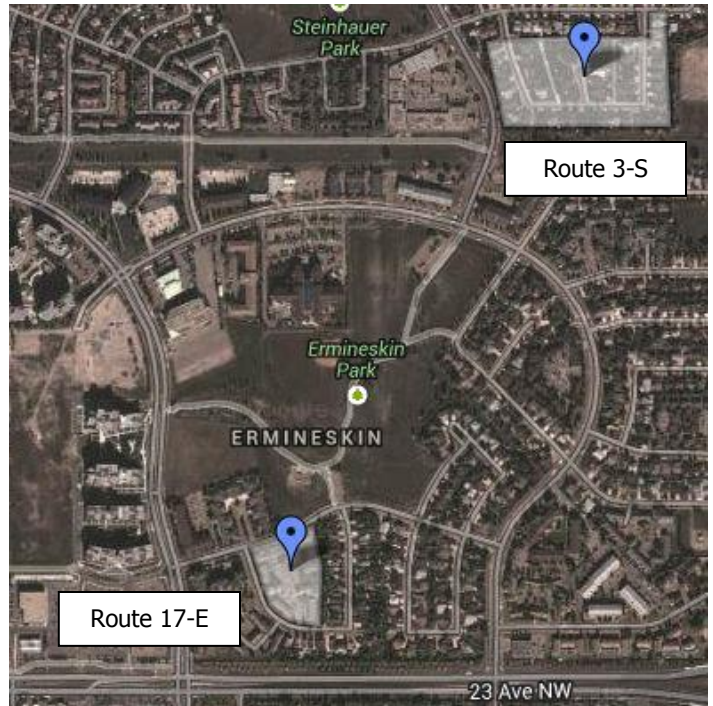 Steinhauer
Park
Route 3-S
Ermineskin
Park
ERMINESKIN
Route 17-E
23 Ave NW